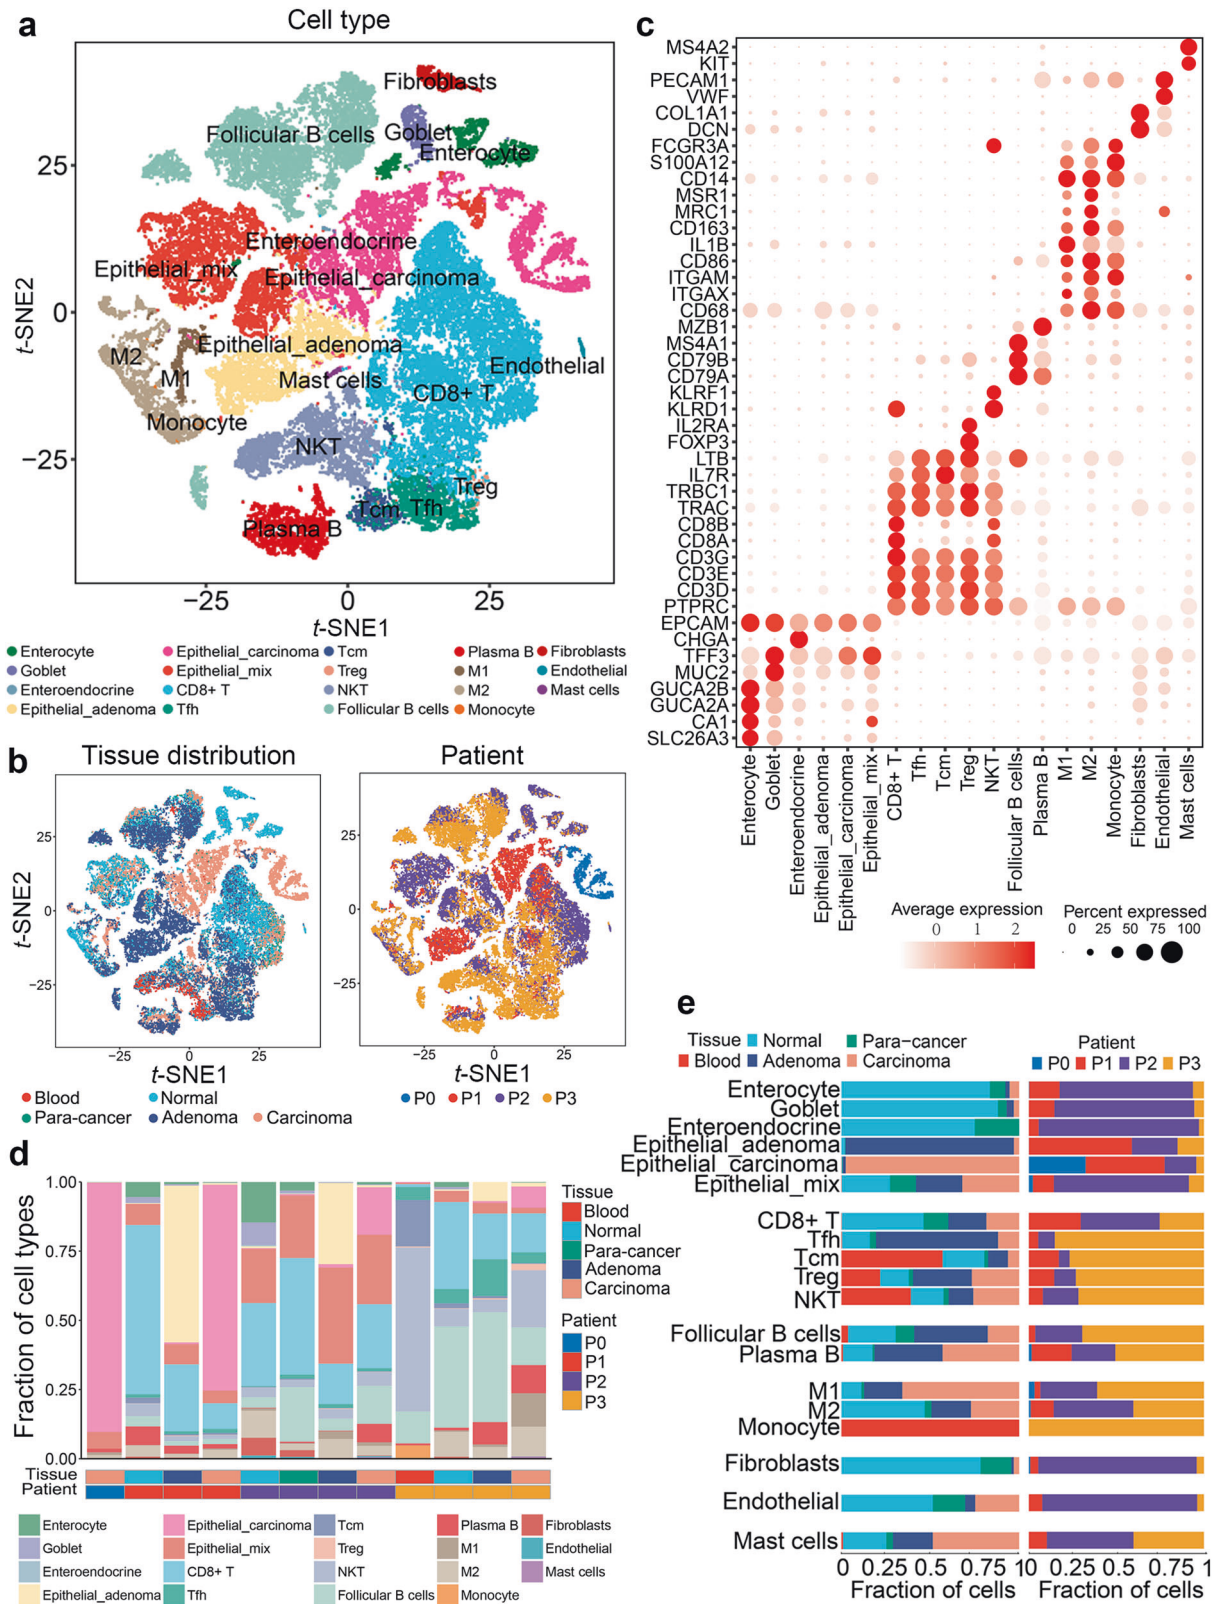 a
Cell type
Fibroblasts
Follicular B cells
Goblet
Enterocyte
Enteroendocrine
Epithelial_mix
Epithelial_carcinoma
Epithelial_adenoma
Endothelial
M2
M1
Mast cells
CD8+ T
Monocyte
NKT
Treg
Tcm
Tfh
Plasma B
25
0
−25
t-SNE2
−25
0
25
t-SNE1
Enterocyte
Goblet
Enteroendocrine
Epithelial_adenoma
Epithelial_carcinoma
Epithelial_mix
CD8+ T
Tfh
Tcm
Treg
NKT
Follicular B cells
Plasma B
M1
M2
Monocyte
Fibroblasts
Endothelial
Mast cells
b
Tissue distribution
25
0
−25
t-SNE2
−25
0
25
t-SNE1
Blood
Normal
Para-cancer
Adenoma
Carcinoma
Patient
25
0
−25
−25
0
25
t-SNE1
P0
P1
P2
P3
c
MS4A2
KIT
PECAM1
VWF
COL1A1
DCN
FCGR3A
S100A12
CD14
MSR1
MRC1
CD163
IL1B
CD86
ITGAM
ITGAX
CD68
MZB1
MS4A1
CD79B
CD79A
KLRF1
KLRD1
IL2RA
FOXP3
LTB
IL7R
TRBC1
TRAC
CD8B
CD8A
CD3G
CD3E
CD3D
PTPRC
EPCAM
CHGA
TFF3
MUC2
GUCA2B
GUCA2A
CA1
SLC26A3
Enterocyte
Goblet
Enteroendocrine
Epithelial_adenoma
Epithelial_carcinoma
Epithelial_mix
CD8+ T
Tfh
Tcm
Treg
NKT
Follicular B cells
Plasma B
M1
M2
Monocyte
Fibroblasts
Endothelial
Mast cells
Average expression
0 1 2
Percent expressed
0 25 50 75 100
d
1.00
0.75
0.50
0.25
0.00
Fraction of cell types
Tissue
Patient
Tissue
Blood
Normal
Para-cancer
Adenoma
Carcinoma
Patient
P0
P1
P2
P3
Enterocyte
Goblet
Enteroendocrine
Epithelial_adenoma
Epithelial_carcinoma
Epithelial_mix
CD8+ T
Tfh
Tcm
Treg
NKT
Follicular B cells
Plasma B
M1
M2
Monocyte
Fibroblasts
Endothelial
Mast cells
e
Tissue
Normal
Para−cancer
Blood
Adenoma
Carcinoma
Patient
P0
P1
P2
P3
Enterocyte
Goblet
Enteroendocrine
Epithelial_adenoma
Epithelial_carcinoma
Epithelial_mix
CD8+ T
Tfh
Tcm
Treg
NKT
Follicular B cells
Plasma B
M1
M2
Monocyte
Fibroblasts
Endothelial
Mast cells
0 0.25 0.5 0.75 1
Fraction of cells
0 0.25 0.5 0.75 1
Fraction of cells